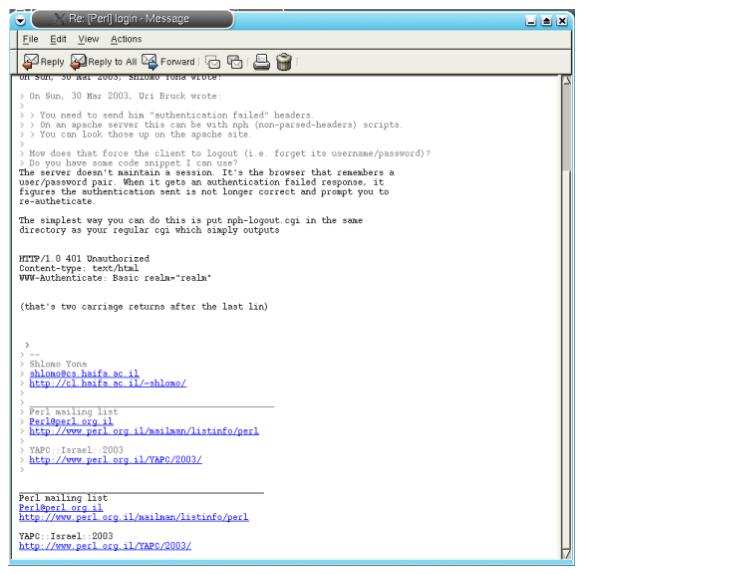 Re: [Perl] login - Message
File Edit View Actions
Reply Reply to All Forward
On Sun, 30 Mar 2003, Shlomo Yona wrote:
> On Sun, 30 Mar 2003, Uri Bruck wrote:
>
> > You need to send him "authentication failed" headers.
> > On an apache server this can be with nph (non-parsed-headers) scripts.
> > You can look those up on the apache site.
>
> How does that force the client to logout (i.e. forget its username/password)?
> Do you have some code snippet I can use?
The server doesn't maintain a session. It's the browser that remembers a
user/password pair. When it gets an authentication failed response, it
figures the authentication sent is not longer correct and prompt you to
re-autheticate.
The simplest way you can do this is put nph-logout.cgi in the same
directory as your regular cgi which simply outputs
HTTP/1.0 401 Unauthorized
Content-type: text/html
WWW-Authenticate: Basic realm="realm"
(that's two carriage returns after the last lin)
>
> --
> Shlomo Yona
> shlomo@cs.haifa.ac.il
> http://cl.haifa.ac.il/~shlomo/
>
> _______________________________________________
> Perl mailing list
> Perl@perl.org.il
> http://www.perl.org.il/mailman/listinfo/perl
>
> YAPC::Israel::2003
> http://www.perl.org.il/YAPC/2003/
>
_______________________________________________
Perl mailing list
Perl@perl.org.il
http://www.perl.org.il/mailman/listinfo/perl
YAPC::Israel::2003
http://www.perl.org.il/YAPC/2003/